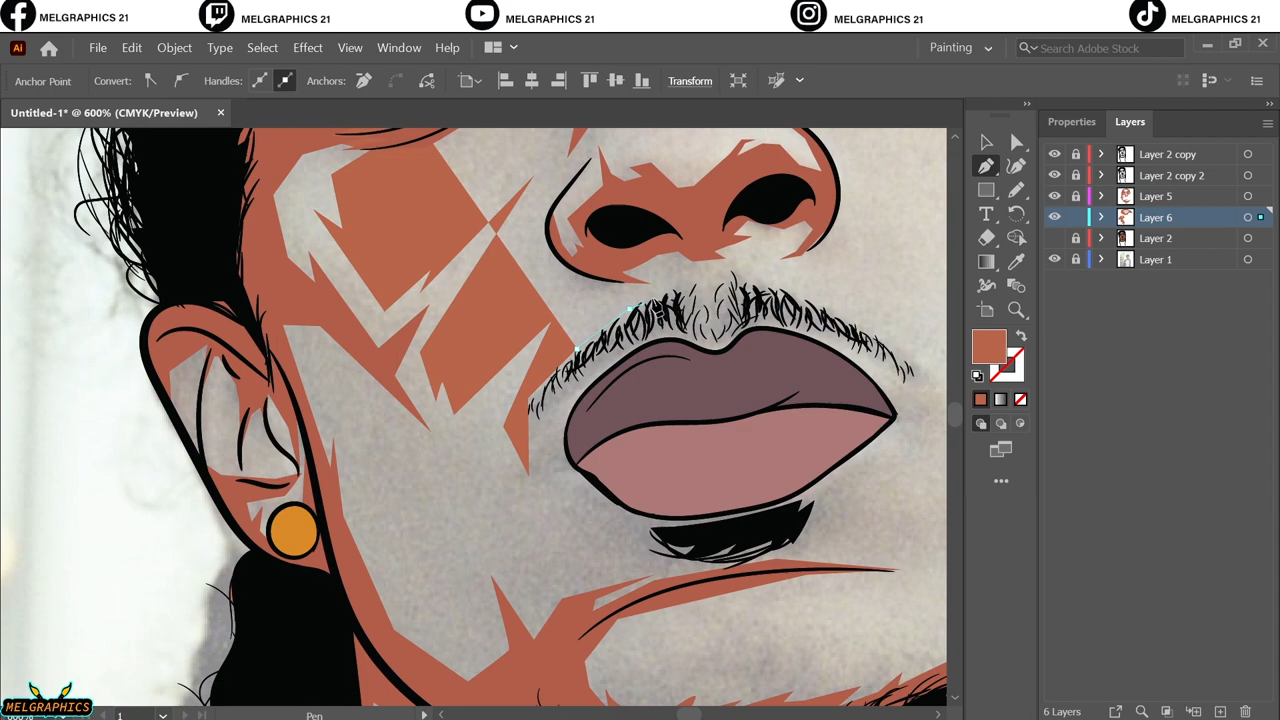 MELGRAPHICS 21
MELGRAPHICS 21
MELGRAPHICS 21
MELGRAPHICS 21
MELGRAPHICS 21
Ai File Edit Object Type Select Effect View Window Help Painting Search Adobe Stock
Anchor Point Convert: Handles: Anchors: Transform
Untitled-1* @ 600% (CMYK/Preview)
Properties Layers
Layer 2 copy
Layer 2 copy 2
Layer 5
Layer 6
Layer 2
Layer 1
MELGRAPHICS
1 Pen
6 Layers